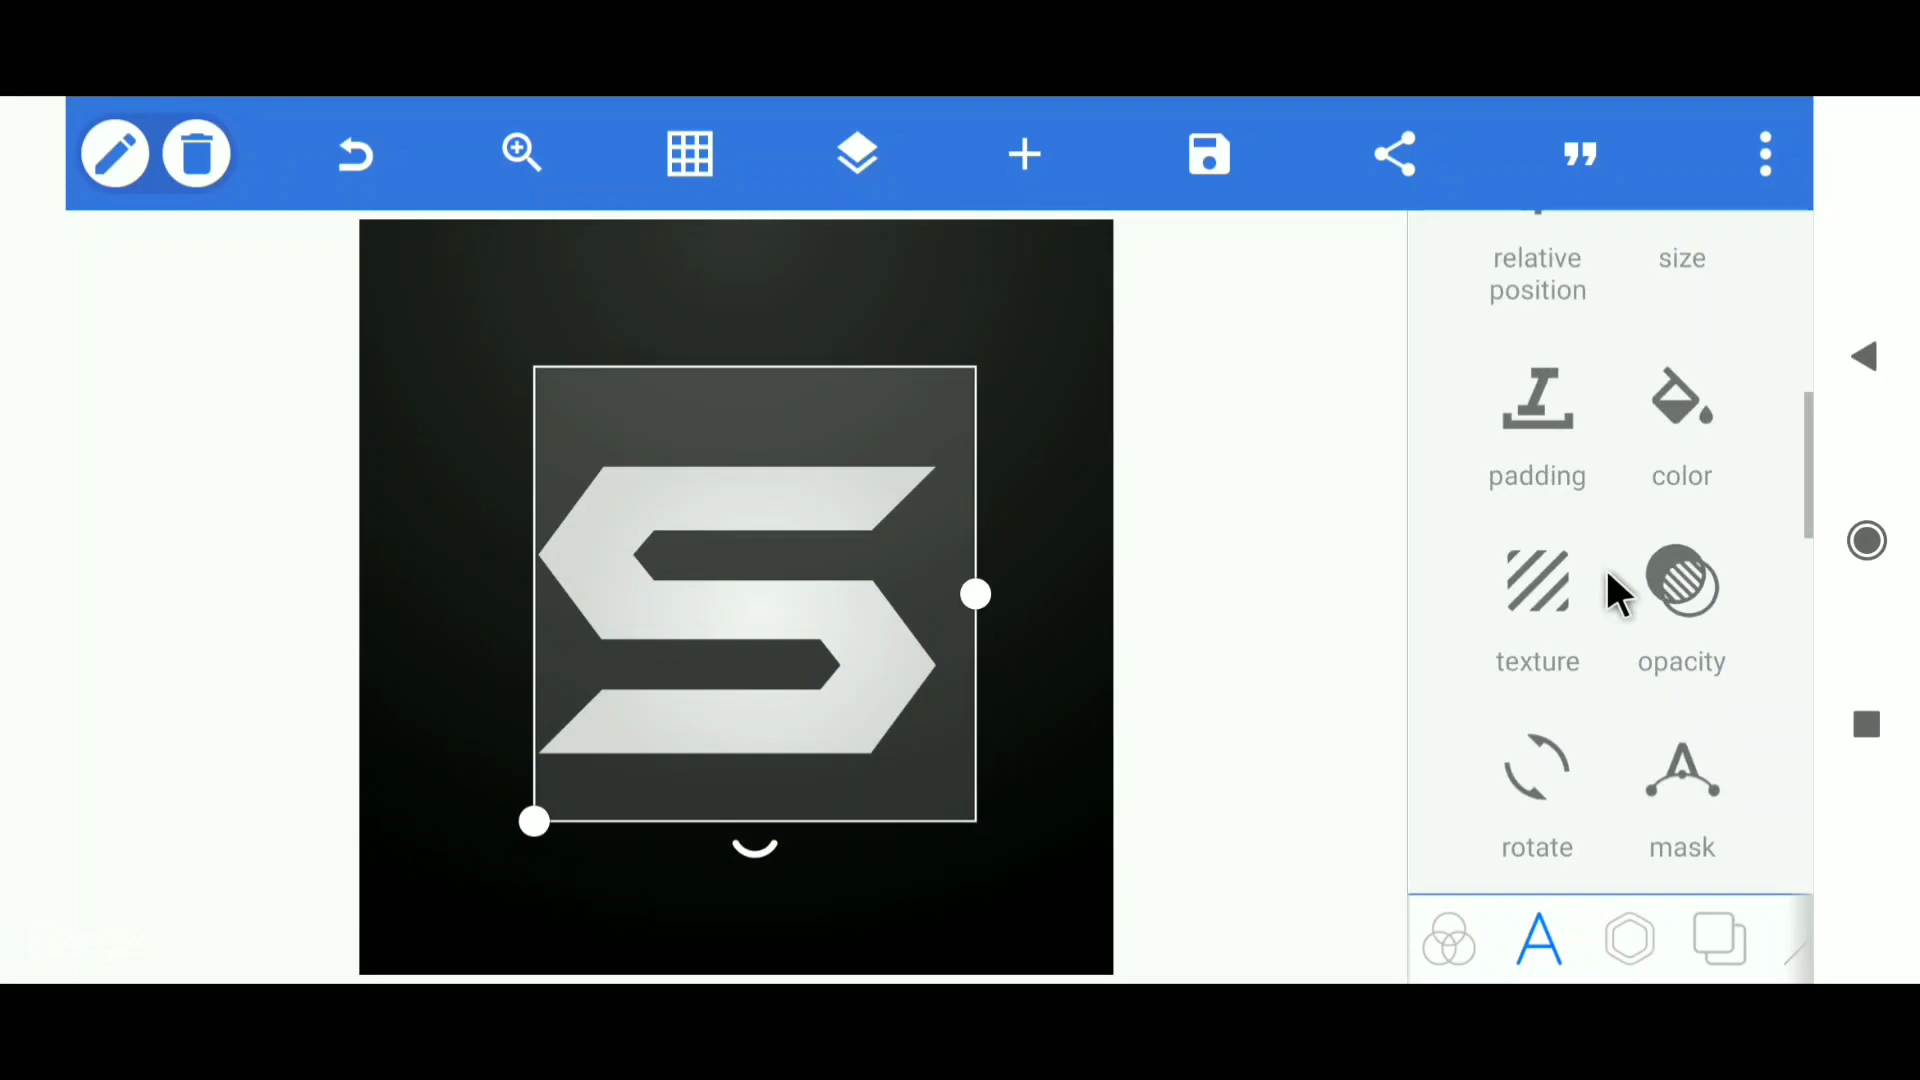 relative
position
size
padding
color
S
texture
opacity
rotate
mask